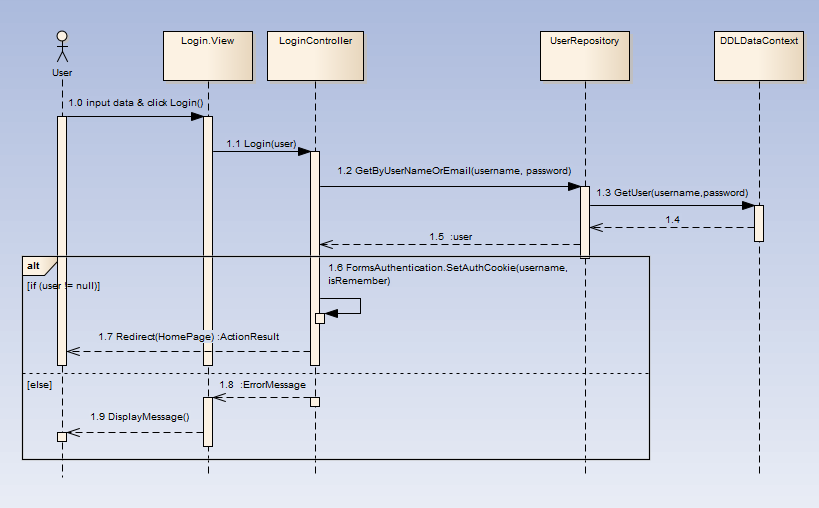 Login.View
LoginController
UserRepository
DDLDataContext
User
1.0 input data & click Login()
1.1 Login(user)
1.2 GetByUserNameOrEmail(username, password)
1.3 GetUser(username,password)
1.4
1.5 :user
alt
1.6 FormsAuthentication.SetAuthCookie(username,
isRemember)
[if (user != null)]
1.7 Redirect(HomePage) :ActionResult
[else]
1.8 :ErrorMessage
1.9 DisplayMessage()